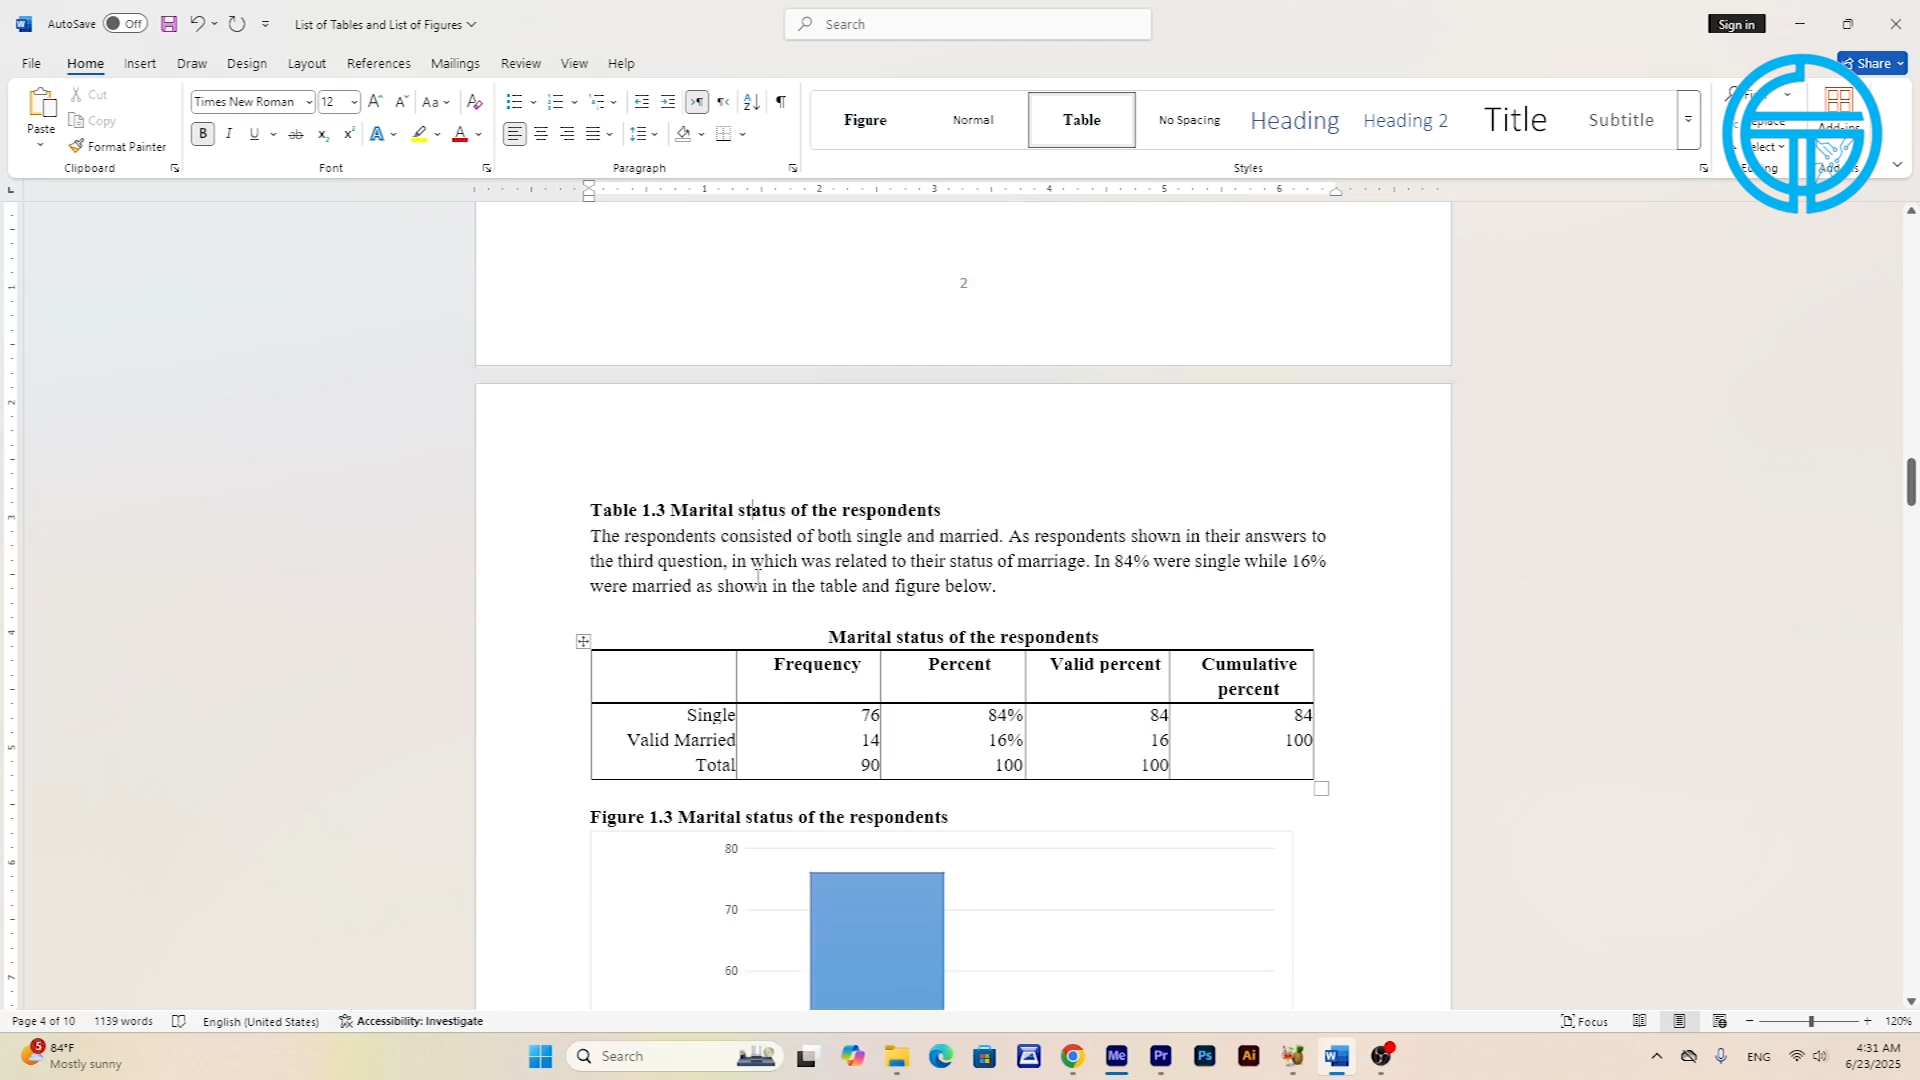 AutoSave Off List of Tables and List of Figures Search Sign in
File Home Insert Draw Design Layout References Mailings Review View Help Share
Paste Cut Copy Format Painter
Times New Roman 12
Figure Normal Table No Spacing Heading Heading 2 Title Subtitle
Clipboard Font Paragraph Styles
1 2 3 4 5 6
2
Table 1.3 Marital status of the respondents
The respondents consisted of both single and married. As respondents shown in their answers to
the third question, in which was related to their status of marriage. In 84% were single while 16%
were married as shown in the table and figure below.
Marital status of the respondents
Frequency Percent Valid percent Cumulative percent
Single 76 84% 84 84
Valid Married 14 16% 16 100
Total 90 100 100
Figure 1.3 Marital status of the respondents
80
70
60
Page 4 of 10 1139 words English (United States) Accessibility: Investigate Focus 120%
5 84°F Mostly sunny Search ENG 4:31 AM 6/23/2025